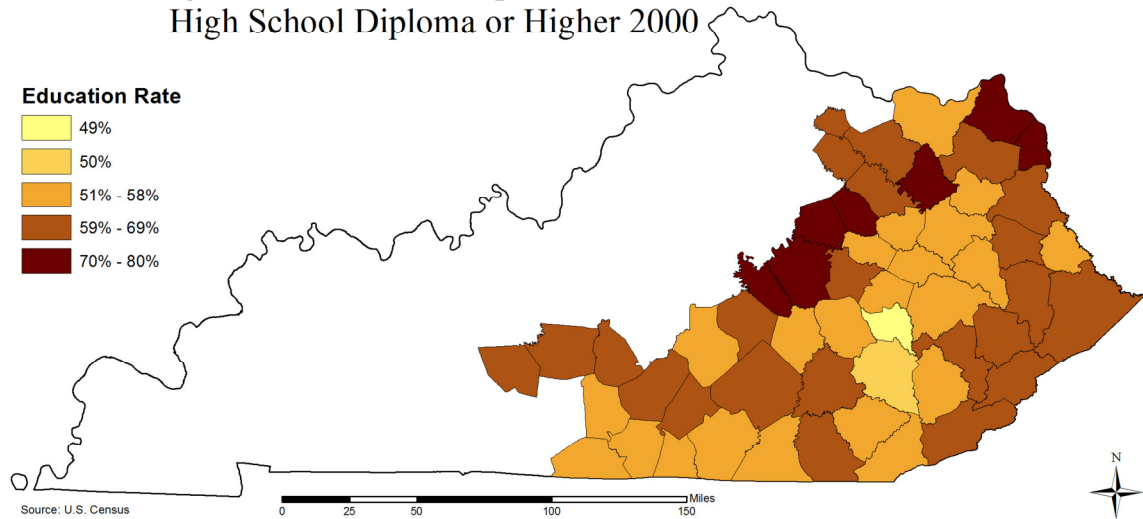 High School Diploma or Higher 2000
Education Rate
49%
50%
51% - 58%
59% - 69%
70% - 80%
N
Miles
0 25 50 100 150
Source: U.S. Census